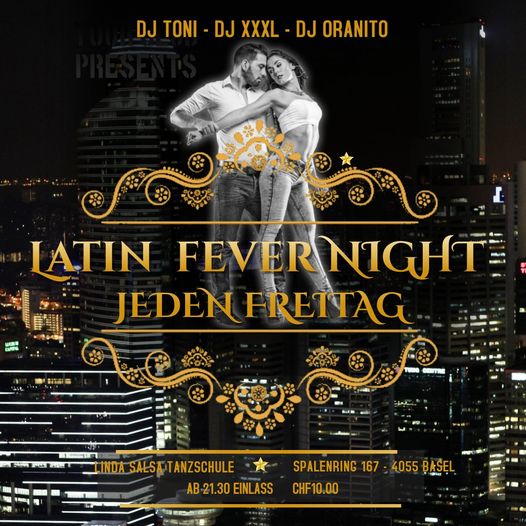 DJ TONI - DJ XXXL - DJ ORANITO
PRESENTS
LATIN FEVER NIGHT
JEDEN FREITAG
LINDA SALSA TANZSCHULE SPALENRING 167 - 4055 BASEL
AB 21.30 EINLASS CHF10.00